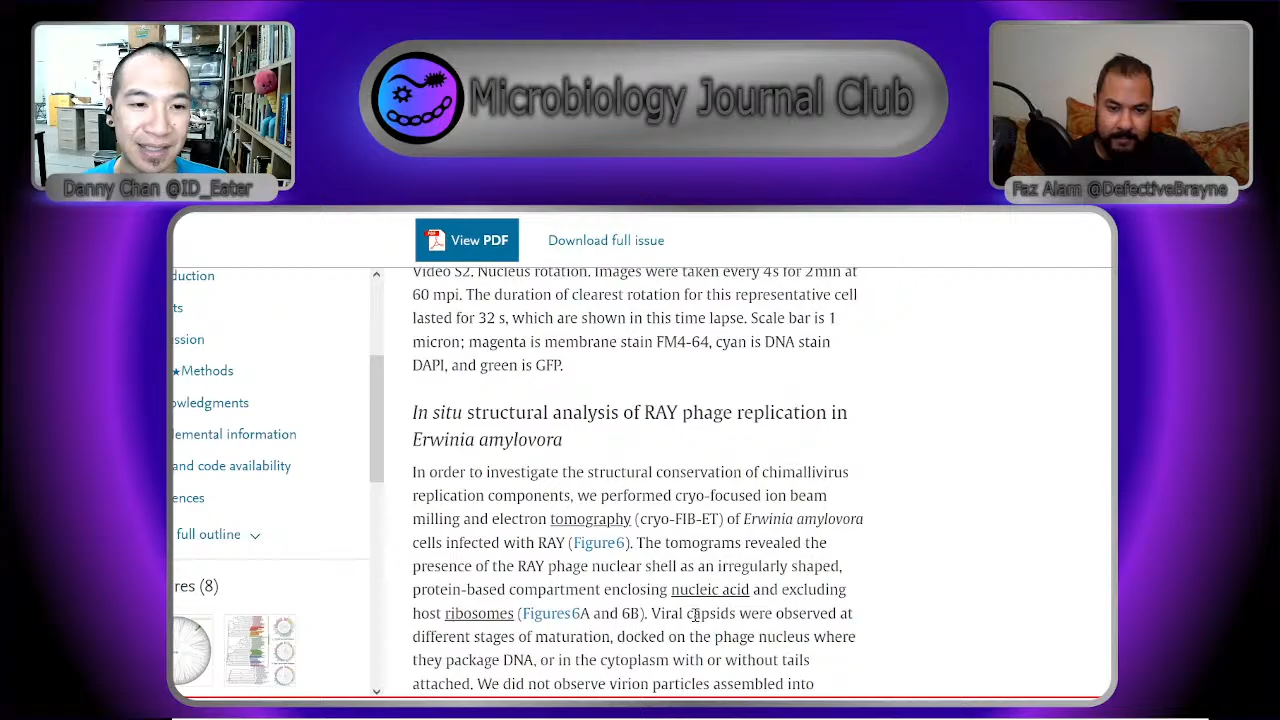 Microbiology Journal Club
Danny Chan @ID_Eater
Faz Alam @DefectiveBrayne
View PDF
Download full issue
duction
ts
ssion
★Methods
owledgments
lemental information
and code availability
ences
full outline
res (8)
Video S2. Nucleus rotation. Images were taken every 4s for 2min at
60 mpi. The duration of clearest rotation for this representative cell
lasted for 32 s, which are shown in this time lapse. Scale bar is 1
micron; magenta is membrane stain FM4-64, cyan is DNA stain
DAPI, and green is GFP.
In situ structural analysis of RAY phage replication in
Erwinia amylovora
In order to investigate the structural conservation of chimallivirus
replication components, we performed cryo-focused ion beam
milling and electron tomography (cryo-FIB-ET) of Erwinia amylovora
cells infected with RAY (Figure6). The tomograms revealed the
presence of the RAY phage nuclear shell as an irregularly shaped,
protein-based compartment enclosing nucleic acid and excluding
host ribosomes (Figures6A and 6B). Viral capsids were observed at
different stages of maturation, docked on the phage nucleus where
they package DNA, or in the cytoplasm with or without tails
attached. We did not observe virion particles assembled into